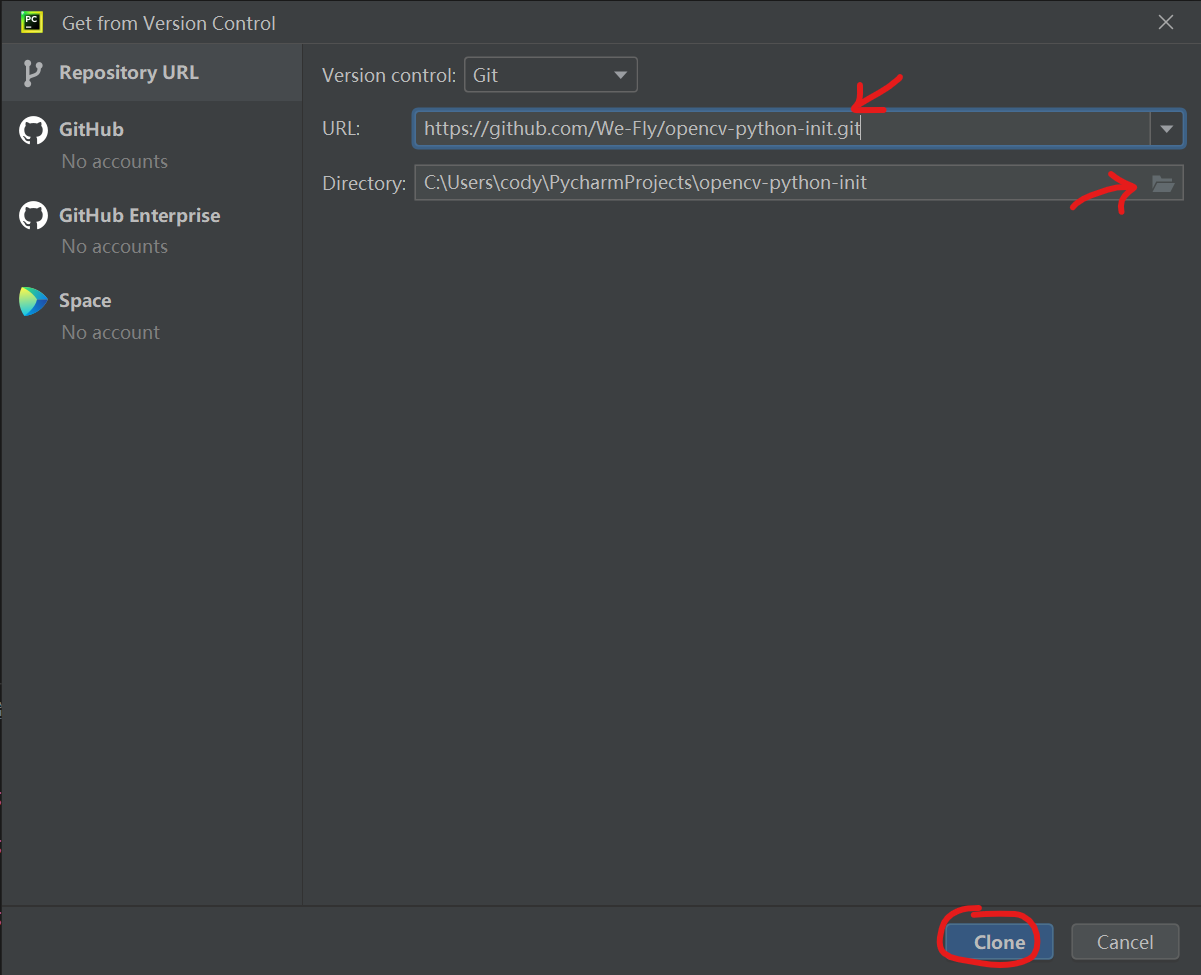 PC
Get from Version Control
Repository URL
GitHub
No accounts
GitHub Enterprise
No accounts
Space
No account
Version control: Git
URL: https://github.com/We-Fly/opencv-python-init.git
Directory: C:\Users\cody\PycharmProjects\opencv-python-init
Clone Cancel